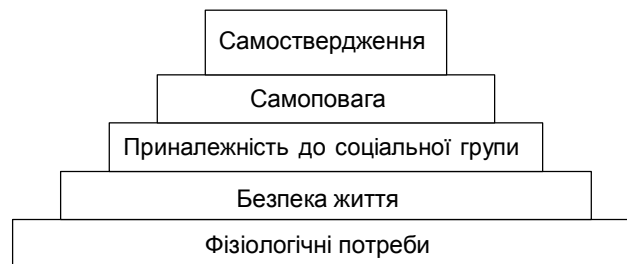 Самоствердження
Самоповага
Приналежність до соціальної групи
Безпека життя
Фізіологічні потреби